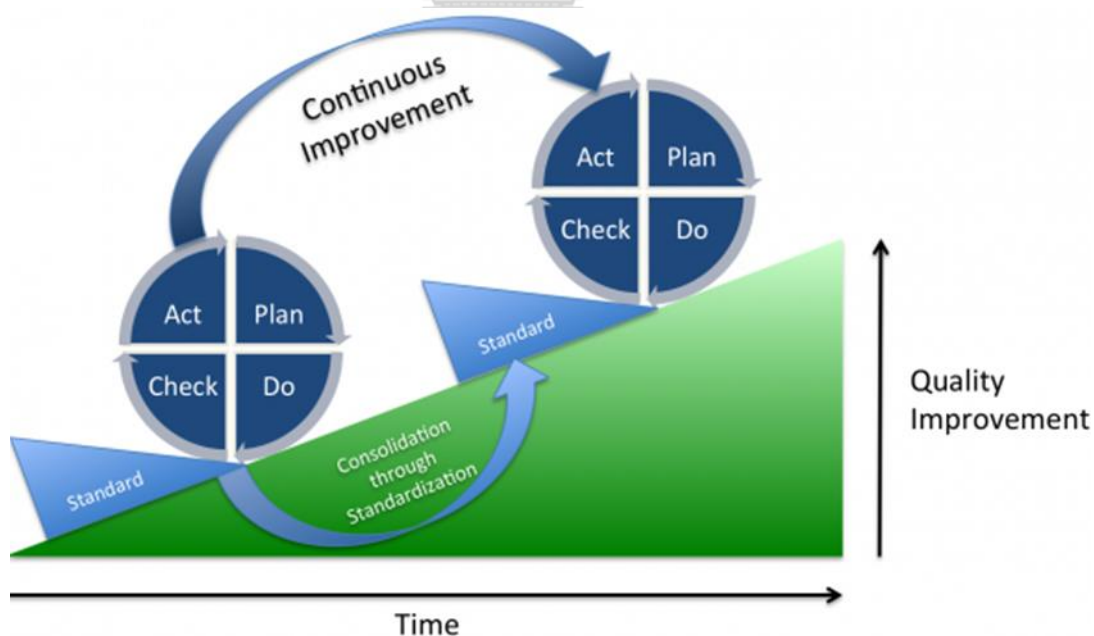 Continuous
Improvement
Act
Plan
Check
Do
Act
Plan
Check
Do
Standard
Standard
Consolidation
through
Standardization
Quality
Improvement
Time